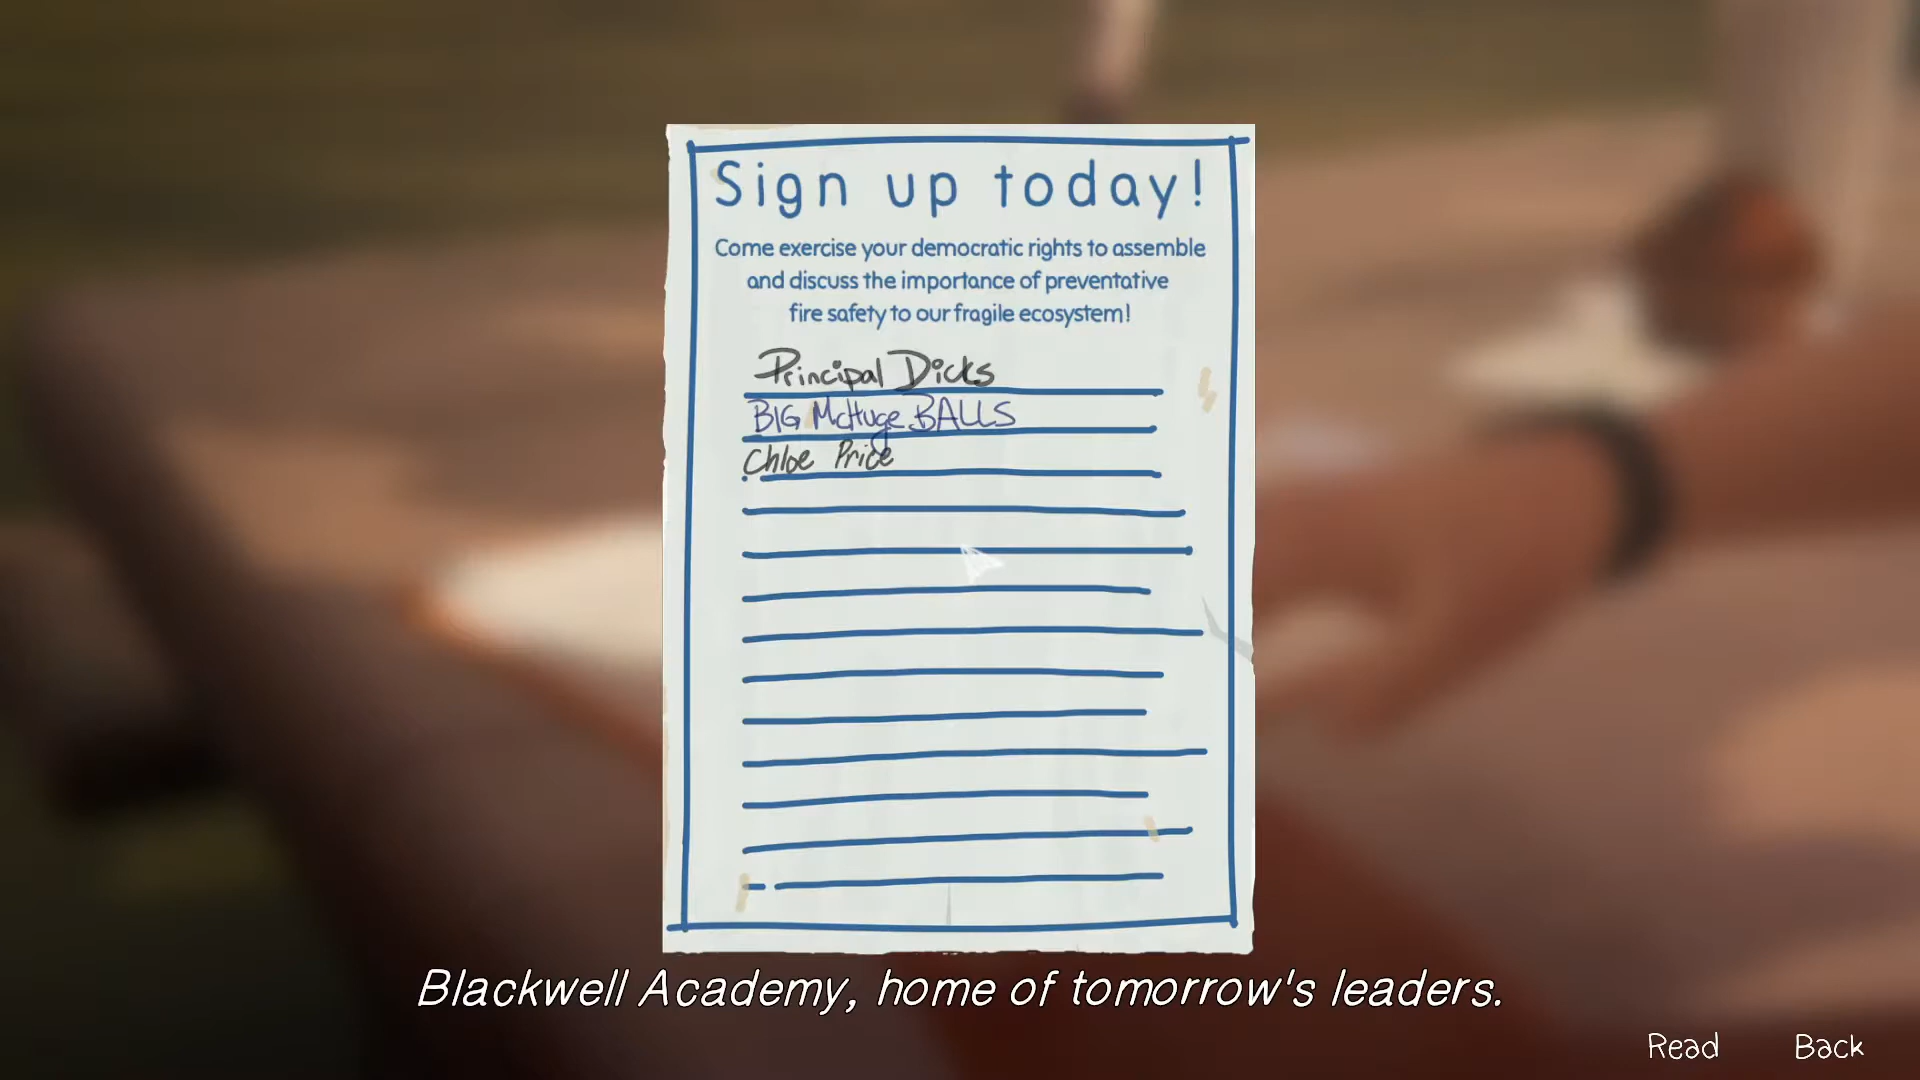 Sign up today!
Come exercise your democratic rights to assemble
and discuss the importance of preventative
fire safety to our fragile ecosystem!
Principal Dicks
BIG McHuge BALLS
Chloe Price
Blackwell Academy, home of tomorrow's leaders.
Read Back